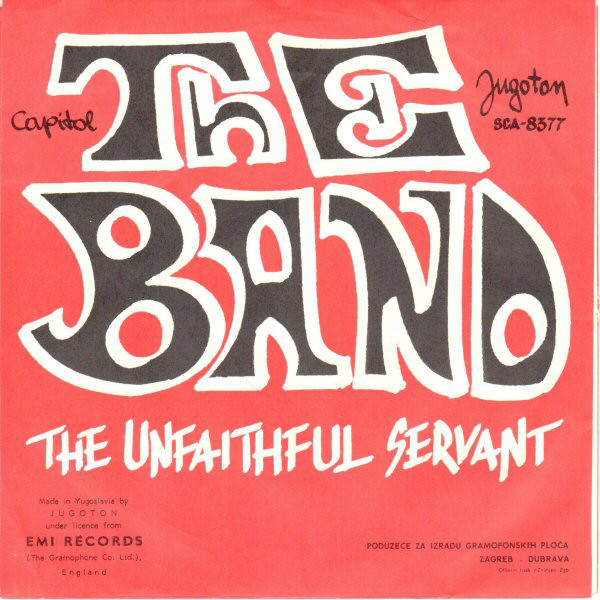 THE
Capitol
Jugoton
SCA-8377
BAND
THE UNFAITHFUL SERVANT
Made in Yugoslavia by
JUGOTON
under licence from
EMI RECORDS
(The Gramophone Co. Ltd.),
England
PODUZEĆE ZA IZRADU GRAMOFONSKIH PLOČA
ZAGREB - DUBRAVA